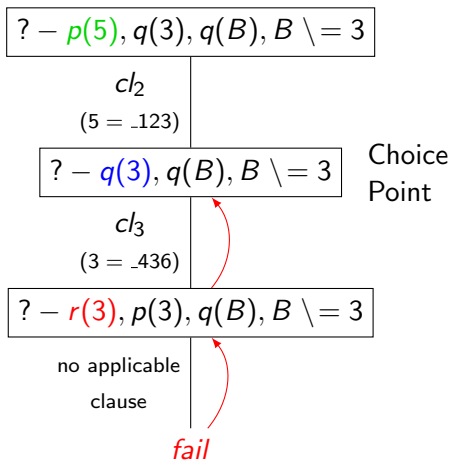 ? − p(5), q(3), q(B), B \= 3
cl2
(5 = _123)
? − q(3), q(B), B \= 3
Choice
Point
cl3
(3 = _436)
? − r(3), p(3), q(B), B \= 3
no applicable
clause
fail